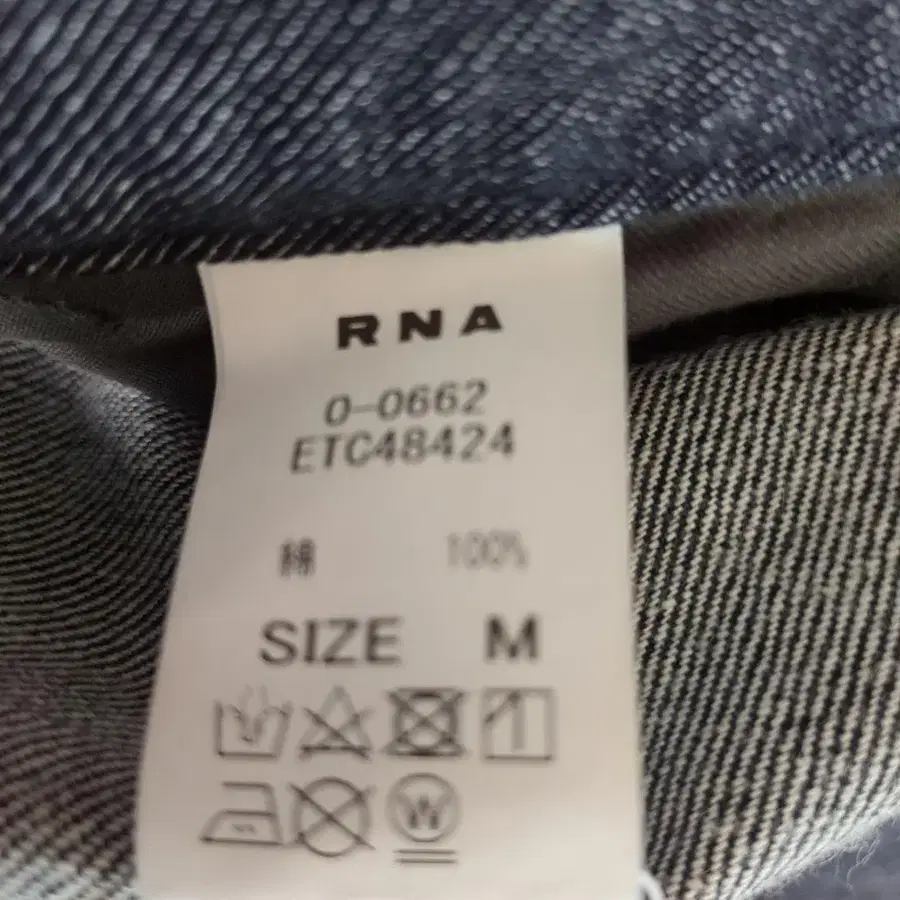 RNA
0-0662
ETC48424
綿 100%
SIZE M
W